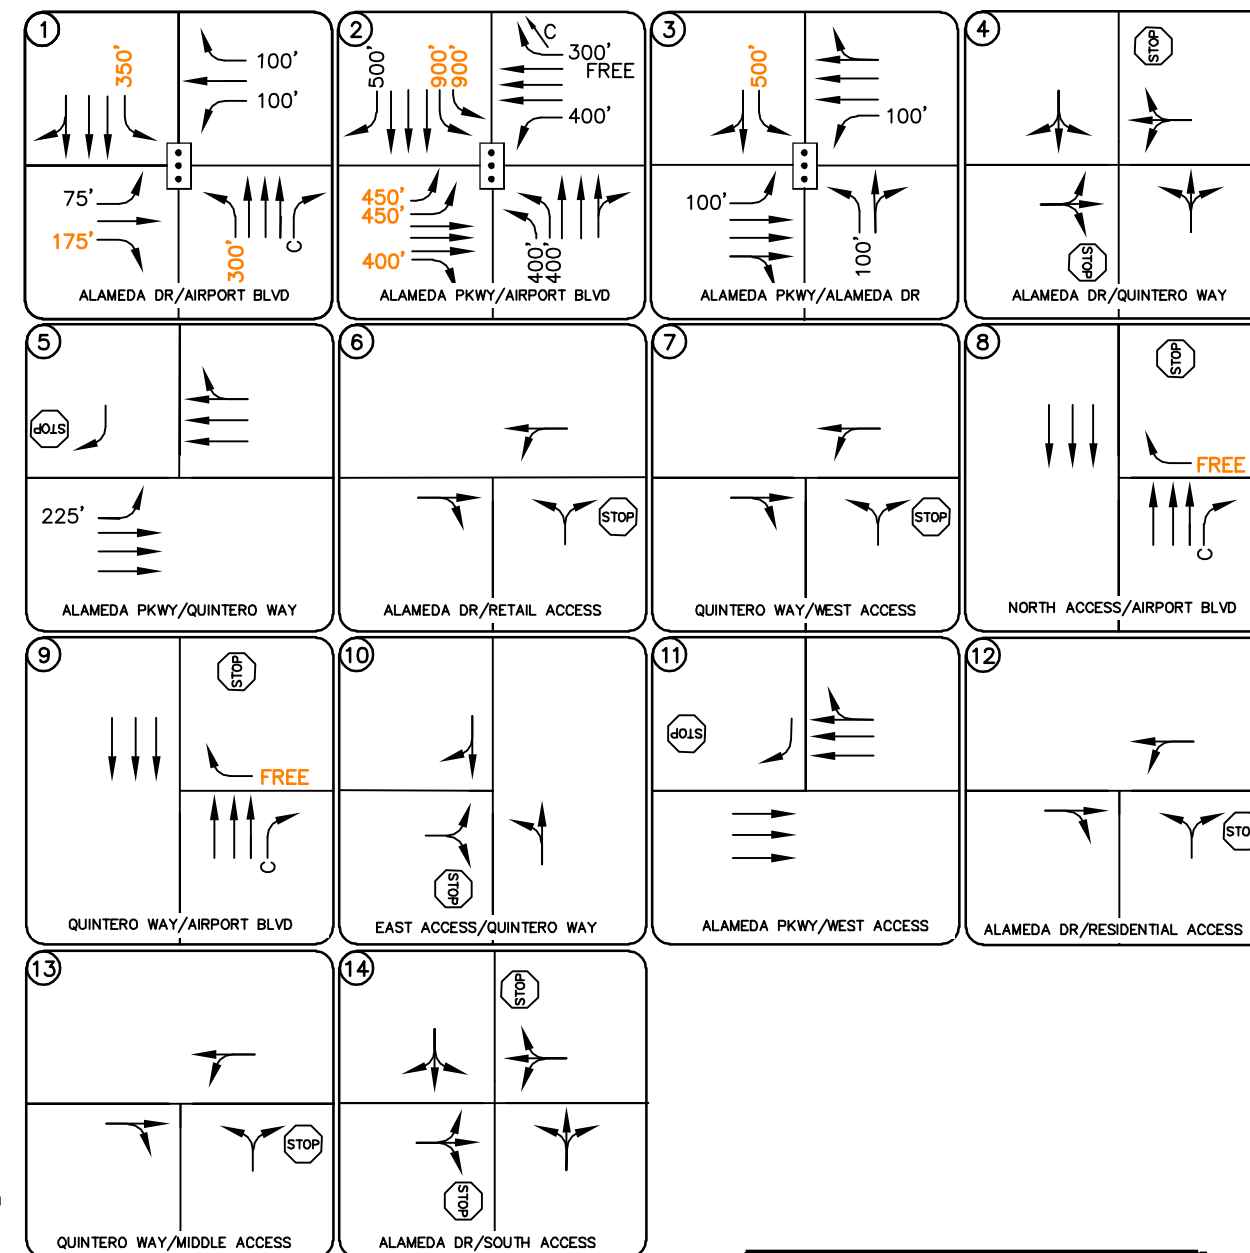 1
350'
100'
100'
75'
175'
300'
C
ALAMEDA DR/AIRPORT BLVD
2
500'
900'
900'
C
300'
FREE
400'
450'
450'
400'
400'
400'
ALAMEDA PKWY/AIRPORT BLVD
3
500'
100'
100'
100'
ALAMEDA PKWY/ALAMEDA DR
4
STOP
STOP
ALAMEDA DR/QUINTERO WAY
5
STOP
225'
ALAMEDA PKWY/QUINTERO WAY
6
STOP
ALAMEDA DR/RETAIL ACCESS
7
STOP
QUINTERO WAY/WEST ACCESS
8
STOP
FREE
C
NORTH ACCESS/AIRPORT BLVD
9
STOP
FREE
C
QUINTERO WAY/AIRPORT BLVD
10
STOP
EAST ACCESS/QUINTERO WAY
11
STOP
ALAMEDA PKWY/WEST ACCESS
12
STO
ALAMEDA DR/RESIDENTIAL ACCESS
13
STOP
QUINTERO WAY/MIDDLE ACCESS
14
STOP
STOP
ALAMEDA DR/SOUTH ACCESS